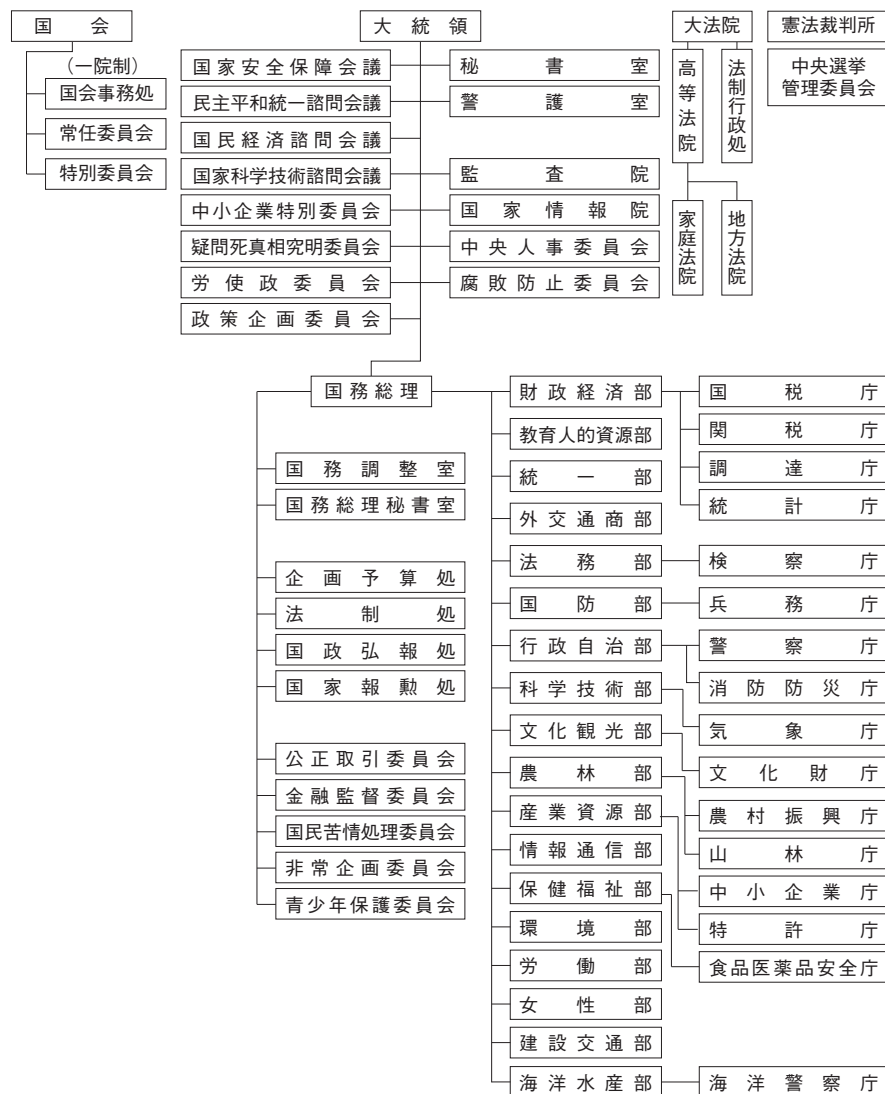 国会
（一院制）
国会事務処
常任委員会
特別委員会
大統領
国家安全保障会議
民主平和統一諮問会議
国民経済諮問会議
国家科学技術諮問会議
中小企業特別委員会
疑問死真相究明委員会
労使政委員会
政策企画委員会
秘書室
警護室
監査院
国家情報院
中央人事委員会
腐敗防止委員会
大法院
高等法院
法制行政処
家庭法院
地方法院
憲法裁判所
中央選挙
管理委員会
国務総理
国務調整室
国務総理秘書室
企画予算処
法制処
国政弘報処
国家報勲処
公正取引委員会
金融監督委員会
国民苦情処理委員会
非常企画委員会
青少年保護委員会
財政経済部
教育人的資源部
統一部
外交通商部
法務部
国防部
行政自治部
科学技術部
文化観光部
農林部
産業資源部
情報通信部
保健福祉部
環境部
労働部
女性部
建設交通部
海洋水産部
国税庁
関税庁
調達庁
統計庁
検察庁
兵務庁
警察庁
消防防災庁
気象庁
文化財庁
農村振興庁
山林庁
中小企業庁
特許庁
食品医薬品安全庁
海洋警察庁